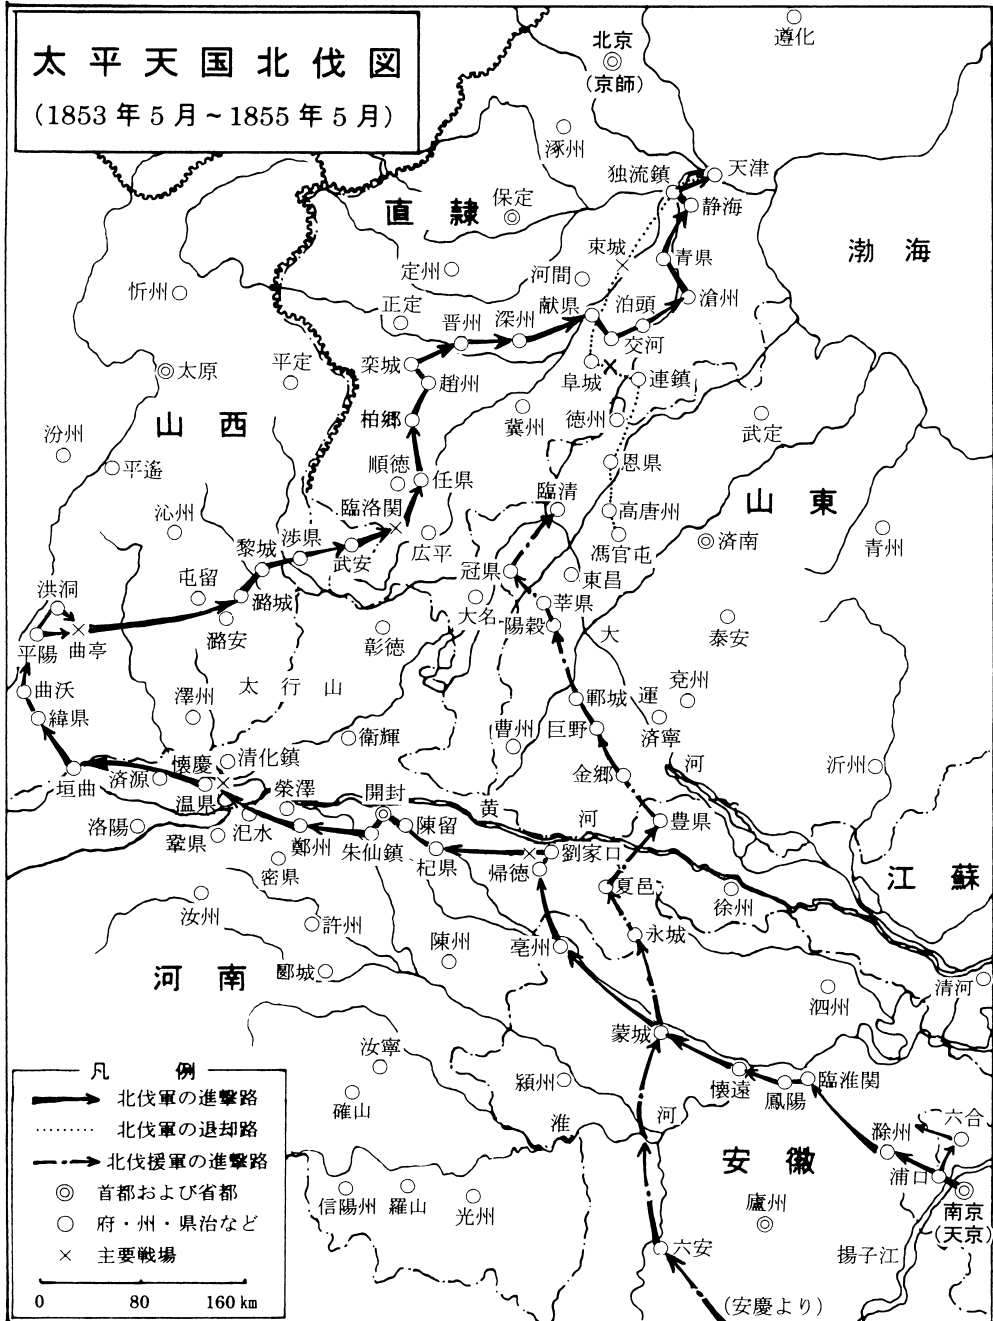 太平天国北伐図
(1853年5月～1855年5月)
遵化
北京
(京師)
涿州
独流鎮
天津
直隷
保定
静海
束城
渤海
定州
河間
青県
忻州
献県
泊頭
滄州
正定
晋州
深州
交河
欒城
阜城
連鎮
太原
平定
趙州
山西
柏郷
冀州
徳州
武定
汾州
平遙
順徳
任県
恩県
臨清
山東
沁州
臨洺関
高唐州
馮官屯
済南
青州
黎城
渉県
武安
広平
冠県
東昌
洪洞
屯留
潞城
大名
莘県
平陽
曲亭
潞安
彰徳
陽穀
大
泰安
曲沃
沢州
太行山
鄆城
運
兗州
緯県
巨野
済寧
衛輝
曹州
河
垣曲
済源
懐慶
清化鎮
金郷
沂州
温県
滎澤
開封
黄
河
豊県
洛陽
鞏県
汜水
鄭州
朱仙鎮
陳留
杞県
劉家口
帰徳
密県
夏邑
徐州
江蘇
汝州
許州
陳州
亳州
永城
河南
郾城
泗州
清河
蒙城
汝寧
潁州
懐遠
鳳陽
臨淮関
確山
淮
河
六合
滁州
安徽
浦口
信陽州
羅山
光州
廬州
南京
(天京)
六安
揚子江
(安慶より)
凡例
北伐軍の進撃路
北伐軍の退却路
北伐援軍の進撃路
首都および省都
府・州・県治など
主要戦場
0 80 160km